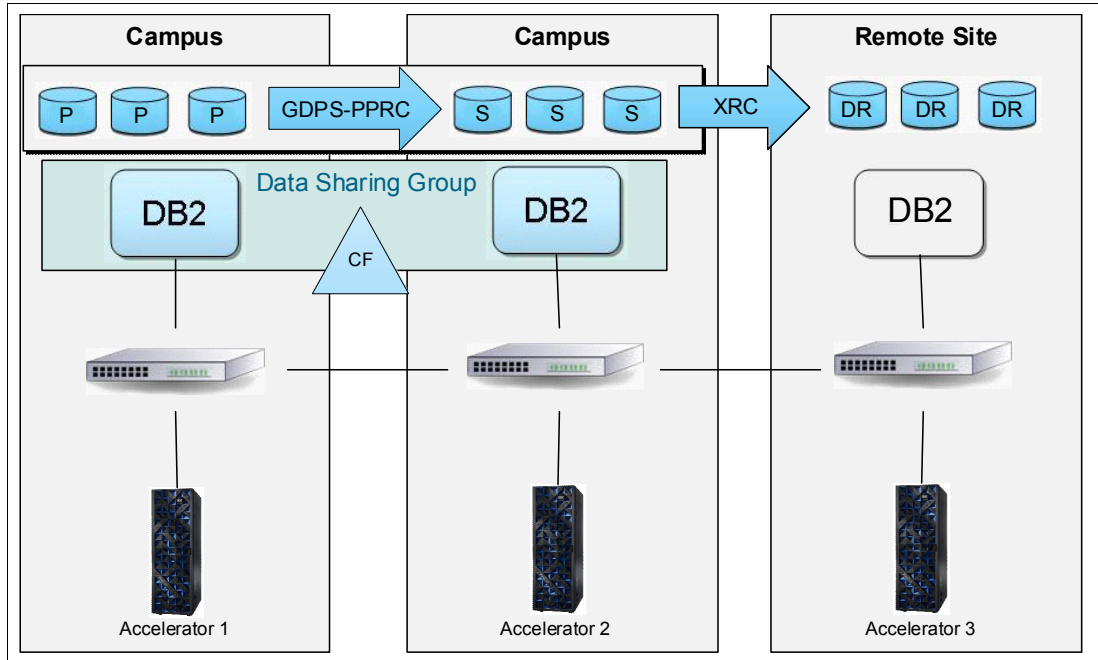 Campus
Campus
Remote Site
P
P
P
GDPS-PPRC
S
S
S
XRC
DR
DR
DR
Data Sharing Group
DB2
DB2
DB2
CF
Accelerator 1
Accelerator 2
Accelerator 3